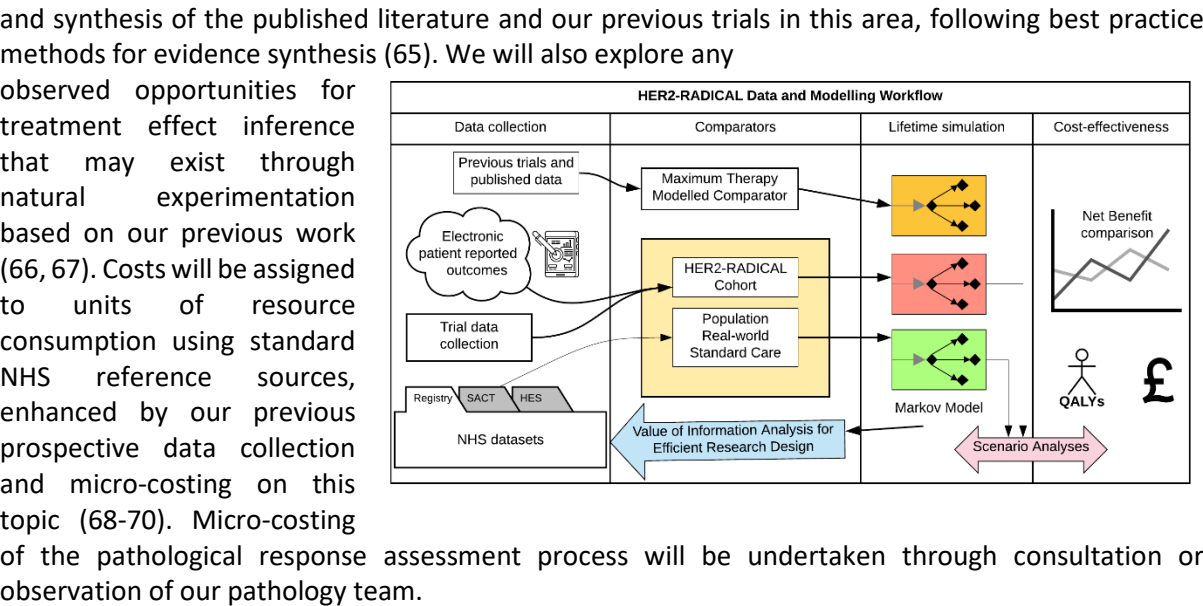 and synthesis of the published literature and our previous trials in this area, following best practice
methods for evidence synthesis (65). We will also explore any
observed opportunities for
treatment effect inference
that may exist through
natural experimentation
based on our previous work
(66, 67). Costs will be assigned
to units of resource
consumption using standard
NHS reference sources,
enhanced by our previous
prospective data collection
and micro-costing on this
topic (68-70). Micro-costing
HER2-RADICAL Data and Modelling Workflow
Data collection
Comparators
Lifetime simulation
Cost-effectiveness
Previous trials and
published data
Maximum Therapy
Modelled Comparator
Electronic
patient reported
outcomes
HER2-RADICAL
Cohort
Net Benefit
comparison
Trial data
collection
Population
Real-world
Standard Care
Registry
SACT
HES
NHS datasets
Markov Model
QALYs
£
Value of Information Analysis for
Efficient Research Design
Scenario Analyses
of the pathological response assessment process will be undertaken through consultation or
observation of our pathology team.